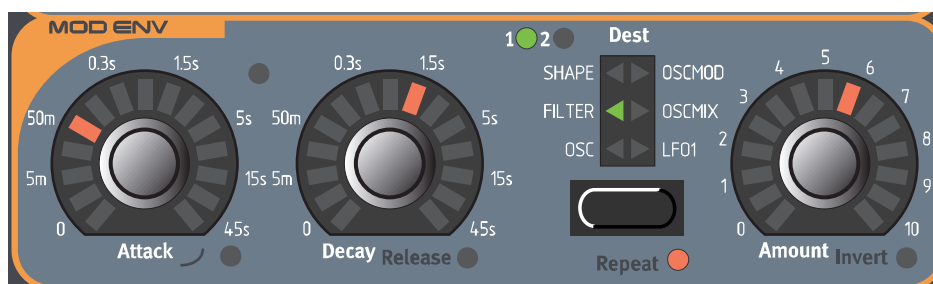 MOD ENV
1 2 Dest
0.3s 1.5s
50m 5s
5m 15s
0 45s
Attack
0.3s 1.5s
50m 5s
5m 15s
0 45s
Decay Release
SHAPE OSCMOD
FILTER OSCMIX
OSC LFO1
Repeat
5
4 6
3 7
2 8
1 9
0 10
Amount Invert